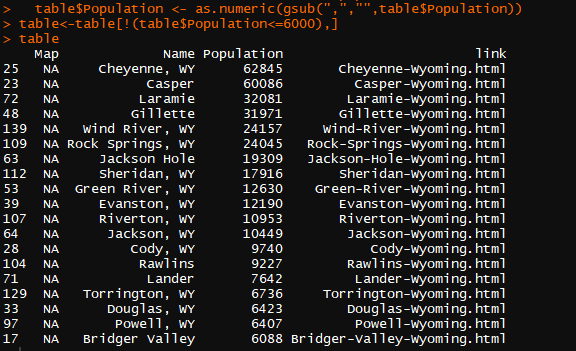 >   table$Population <- as.numeric(gsub(",","",table$Population))
> table<-table[!(table$Population<=6000),]
> table
Map Name Population link
25 NA Cheyenne, WY 62845 Cheyenne-Wyoming.html
23 NA Casper 60086 Casper-Wyoming.html
72 NA Laramie 32081 Laramie-Wyoming.html
48 NA Gillette 31971 Gillette-Wyoming.html
139 NA Wind River, WY 24157 Wind-River-Wyoming.html
109 NA Rock Springs, WY 24045 Rock-Springs-Wyoming.html
63 NA Jackson Hole 19309 Jackson-Hole-Wyoming.html
112 NA Sheridan, WY 17916 Sheridan-Wyoming.html
53 NA Green River, WY 12630 Green-River-Wyoming.html
39 NA Evanston, WY 12190 Evanston-Wyoming.html
107 NA Riverton, WY 10953 Riverton-Wyoming.html
64 NA Jackson, WY 10449 Jackson-Wyoming.html
28 NA Cody, WY 9740 Cody-Wyoming.html
104 NA Rawlins 9227 Rawlins-Wyoming.html
71 NA Lander 7642 Lander-Wyoming.html
129 NA Torrington, WY 6736 Torrington-Wyoming.html
33 NA Douglas, WY 6423 Douglas-Wyoming.html
97 NA Powell, WY 6407 Powell-Wyoming.html
17 NA Bridger Valley 6088 Bridger-Valley-Wyoming.html